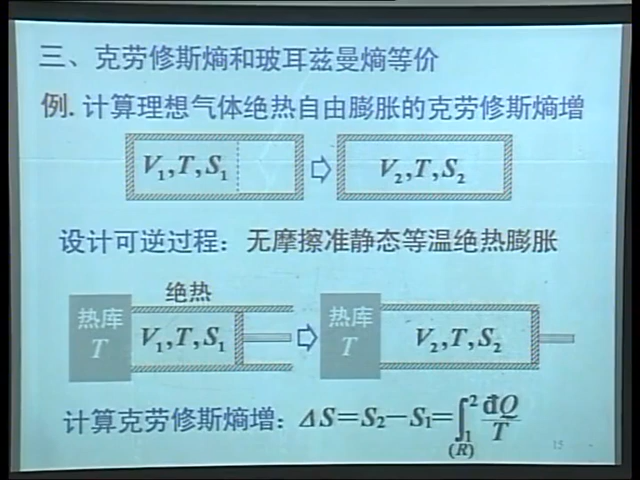 三、克劳修斯熵和玻耳兹曼熵等价
例. 计算理想气体绝热自由膨胀的克劳修斯熵增
V₁,T,S₁ ⇨ V₂,T,S₂
设计可逆过程：无摩擦准静态等温绝热膨胀
绝热
热库 T V₁,T,S₁ ⇨ 热库 T V₂,T,S₂
计算克劳修斯熵增：ΔS=S₂−S₁=∫₁²(R) đQ/T
15